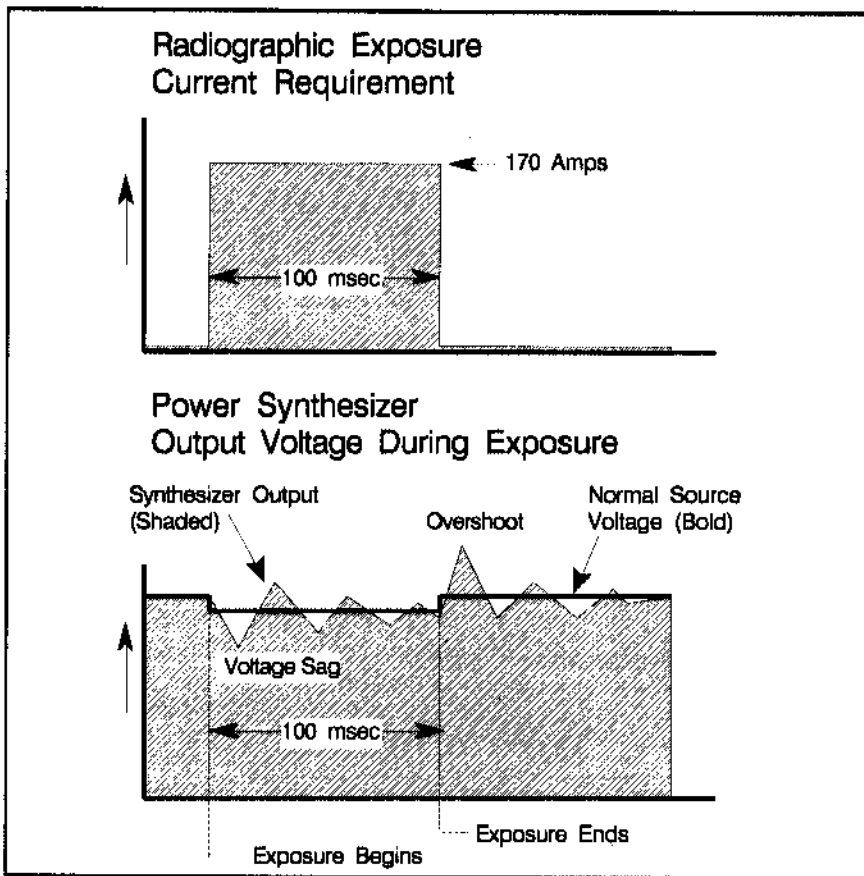 Radiographic Exposure
Current Requirement
170 Amps
100 msec
Power Synthesizer
Output Voltage During Exposure
Synthesizer Output
(Shaded)
Overshoot
Normal Source
Voltage (Bold)
Voltage Sag
100 msec
Exposure Ends
Exposure Begins